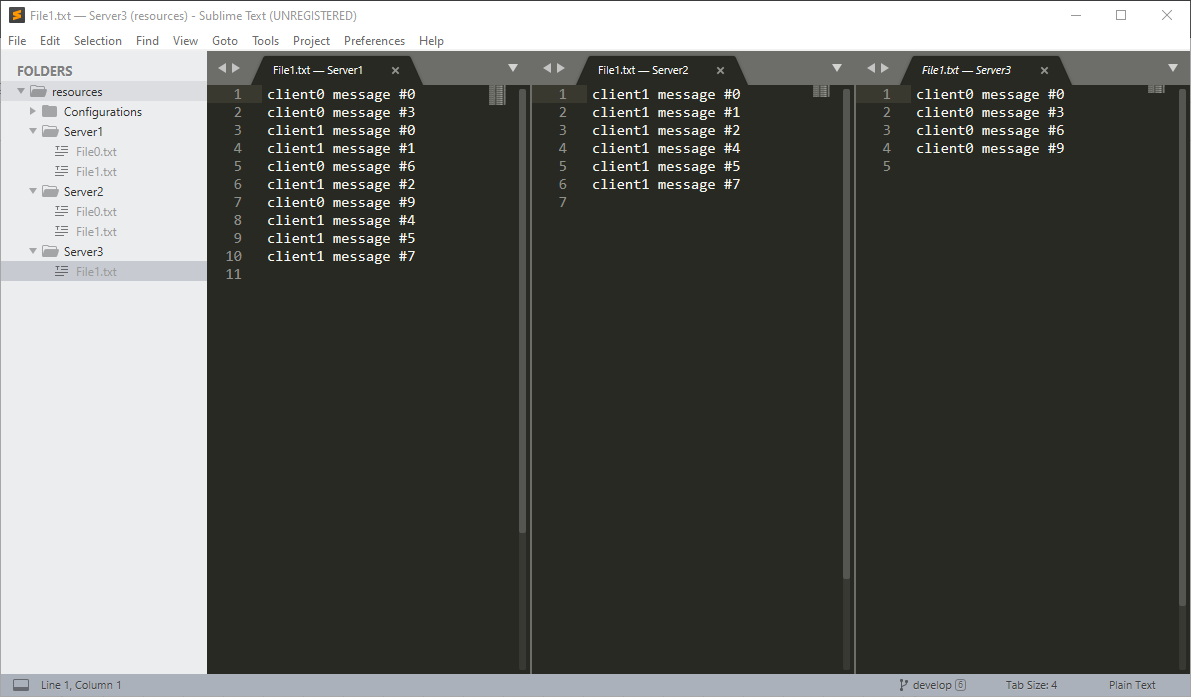 File1.txt — Server3 (resources) - Sublime Text (UNREGISTERED)
File Edit Selection Find View Goto Tools Project Preferences Help
FOLDERS
resources
Configurations
Server1
File0.txt
File1.txt
Server2
File0.txt
File1.txt
Server3
File1.txt
File1.txt — Server1
1 client0 message #0
2 client0 message #3
3 client1 message #0
4 client1 message #1
5 client0 message #6
6 client1 message #2
7 client0 message #9
8 client1 message #4
9 client1 message #5
10 client1 message #7
11
File1.txt — Server2
1 client1 message #0
2 client1 message #1
3 client1 message #2
4 client1 message #4
5 client1 message #5
6 client1 message #7
7
File1.txt — Server3
1 client0 message #0
2 client0 message #3
3 client0 message #6
4 client0 message #9
5
Line 1, Column 1
develop 6
Tab Size: 4
Plain Text